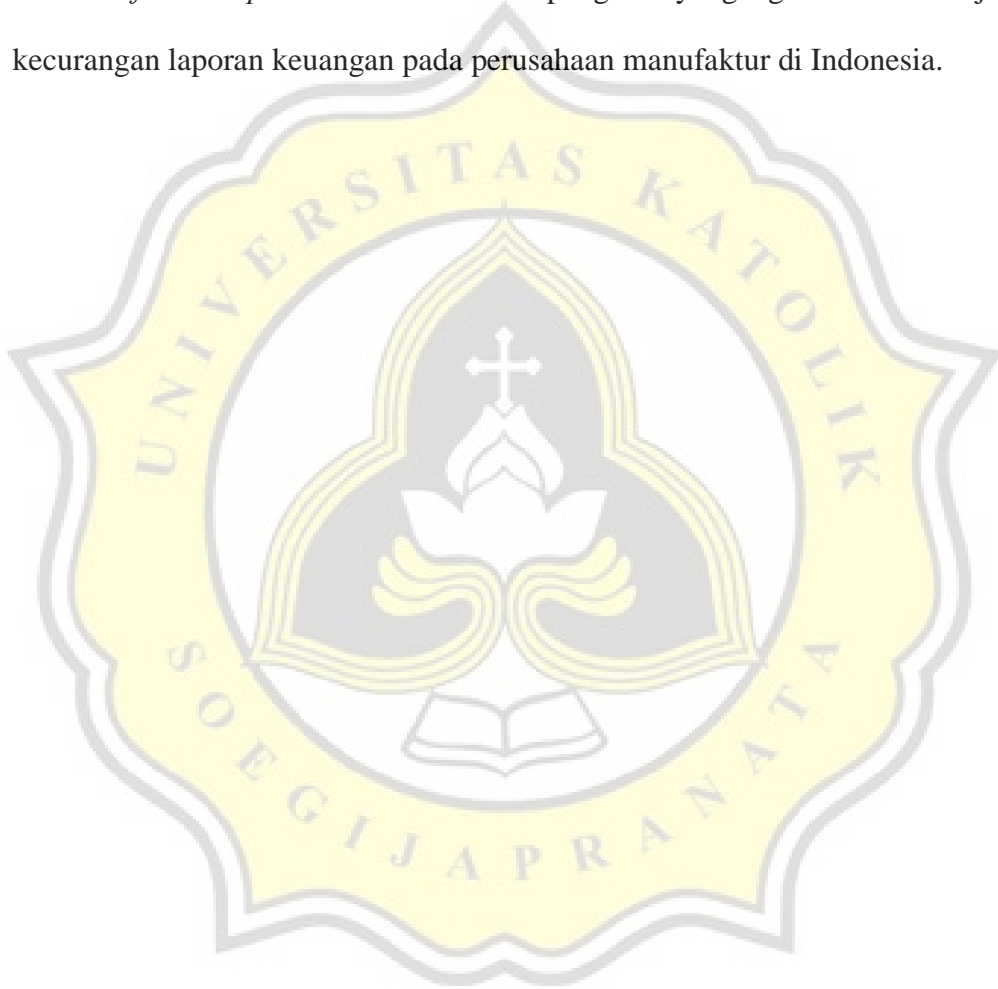 kecurangan laporan keuangan pada perusahaan manufaktur di Indonesia.
UNIVERSITAS KATOLIK
SOEGIJAPRANATA